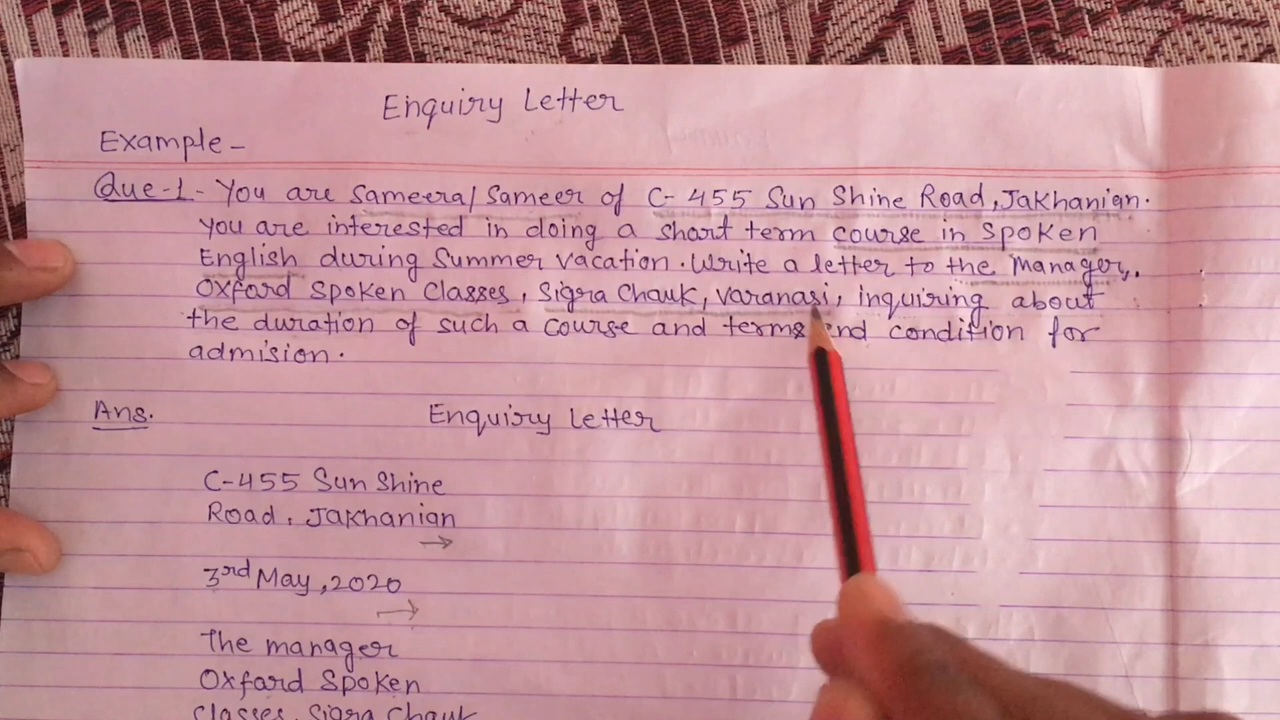 Enquiry Letter
Example-
Que-1- You are Sameera/Sameer of C-455 Sun Shine Road, Jakhanian.
You are interested in doing a short term course in spoken
English during Summer vacation. Write a letter to the Manager,
Oxford Spoken Classes, Sigra Chauk, Varanasi, inquiring about
the duration of such a course and terms and condition for
admision.
Ans. Enquiry Letter
C-455 Sun Shine
Road, Jakhanian
3rd May, 2020
The manager
Oxford Spoken
Classes, Sigra Chauk